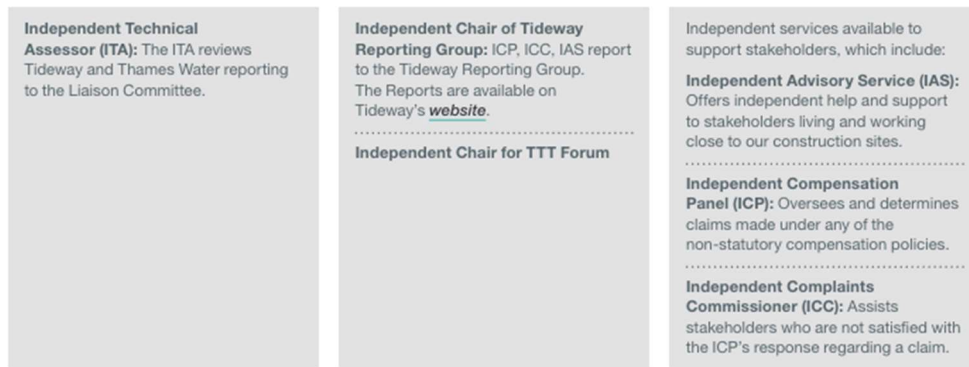 Independent Technical
Assessor (ITA): The ITA reviews
Tideway and Thames Water reporting
to the Liaison Committee.
Independent Chair of Tideway
Reporting Group: ICP, ICC, IAS report
to the Tideway Reporting Group.
The Reports are available on
Tideway's website.
Independent Chair for TTT Forum
Independent services available to
support stakeholders, which include:
Independent Advisory Service (IAS):
Offers independent help and support
to stakeholders living and working
close to our construction sites.
Independent Compensation
Panel (ICP): Oversees and determines
claims made under any of the
non-statutory compensation policies.
Independent Complaints
Commissioner (ICC): Assists
stakeholders who are not satisfied with
the ICP's response regarding a claim.